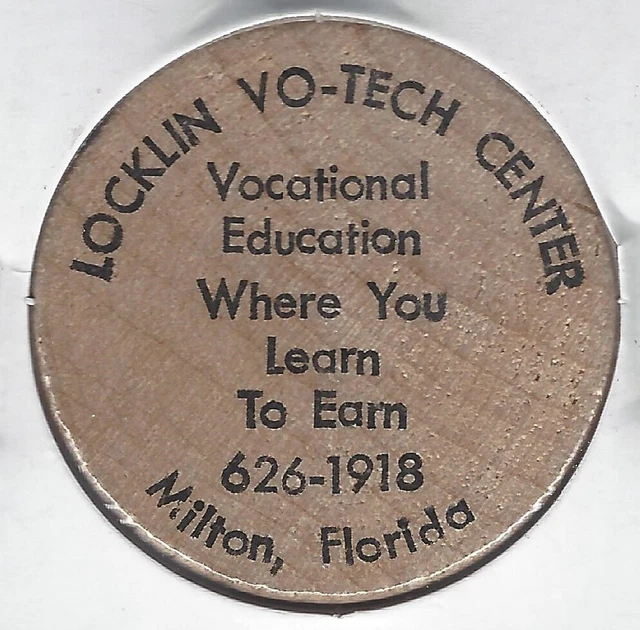 LOCKLIN VO-TECH CENTER
Vocational
Education
Where You
Learn
To Earn
626-1918
Milton, Florida